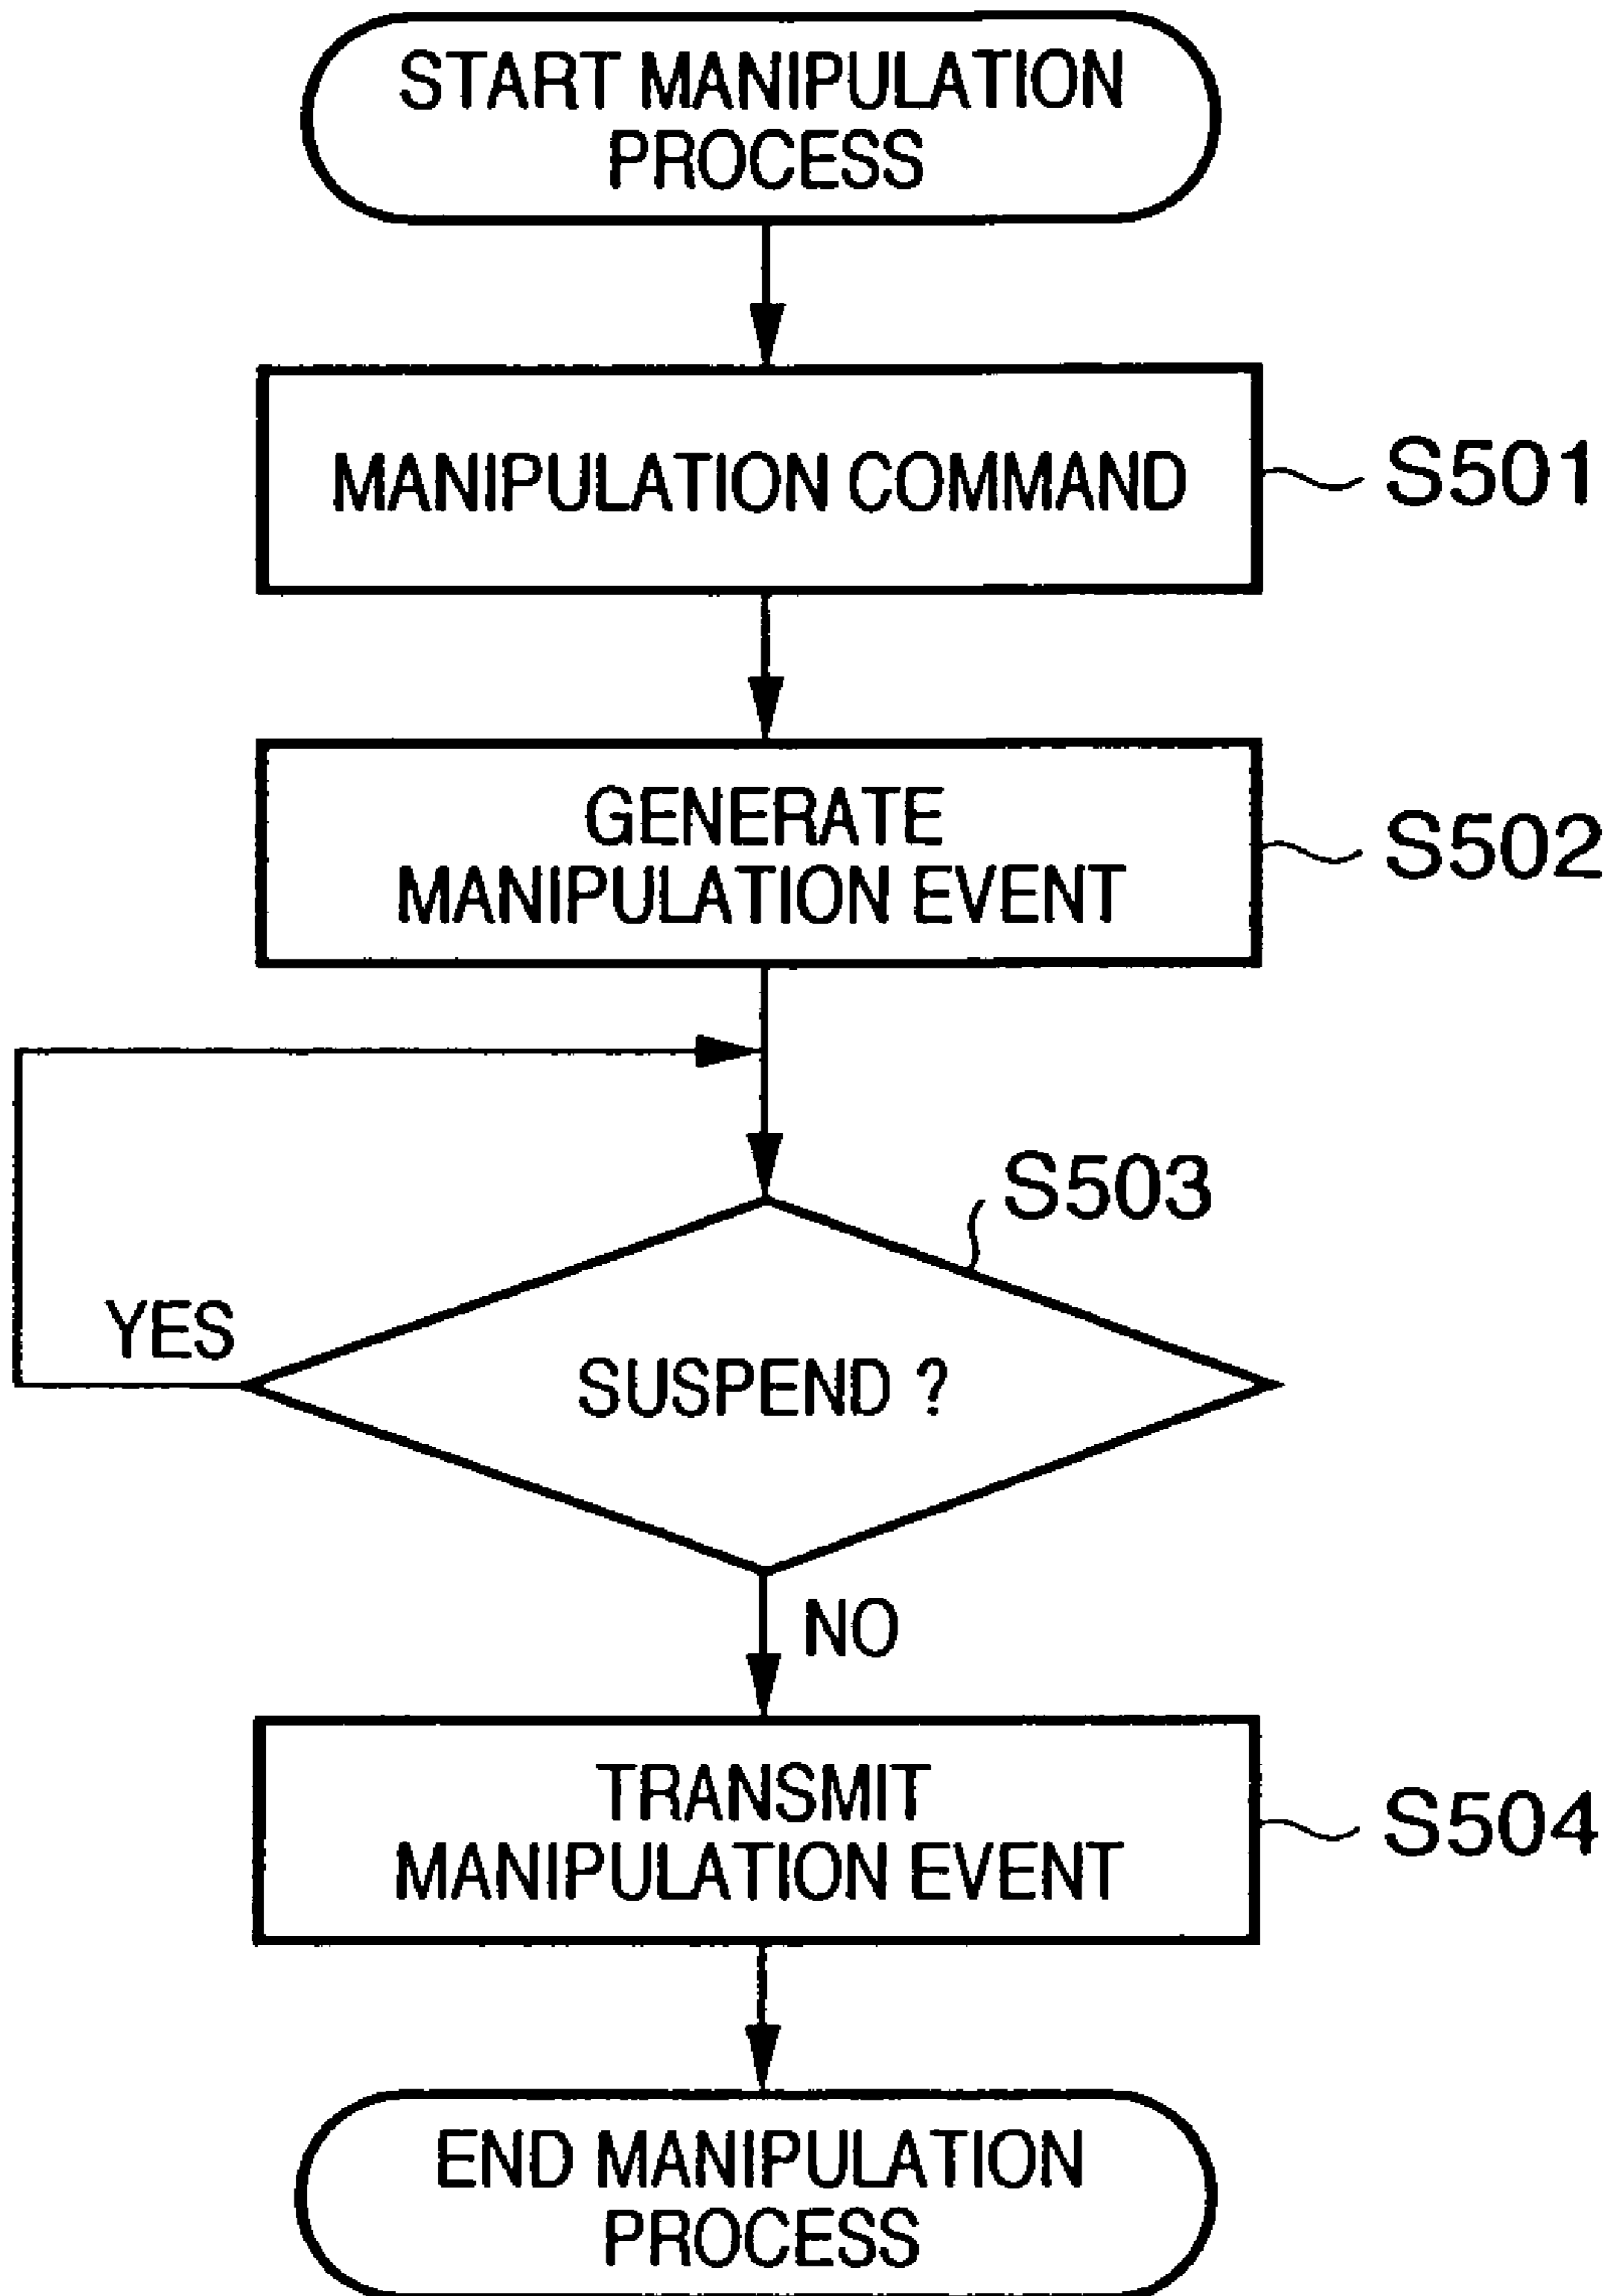 START MANIPULATION
PROCESS
MANIPULATION COMMAND
S501
GENERATE
MANIPULATION EVENT
S502
S503
YES
SUSPEND ?
NO
TRANSMIT
MANIPULATION EVENT
S504
END MANIPULATION
PROCESS